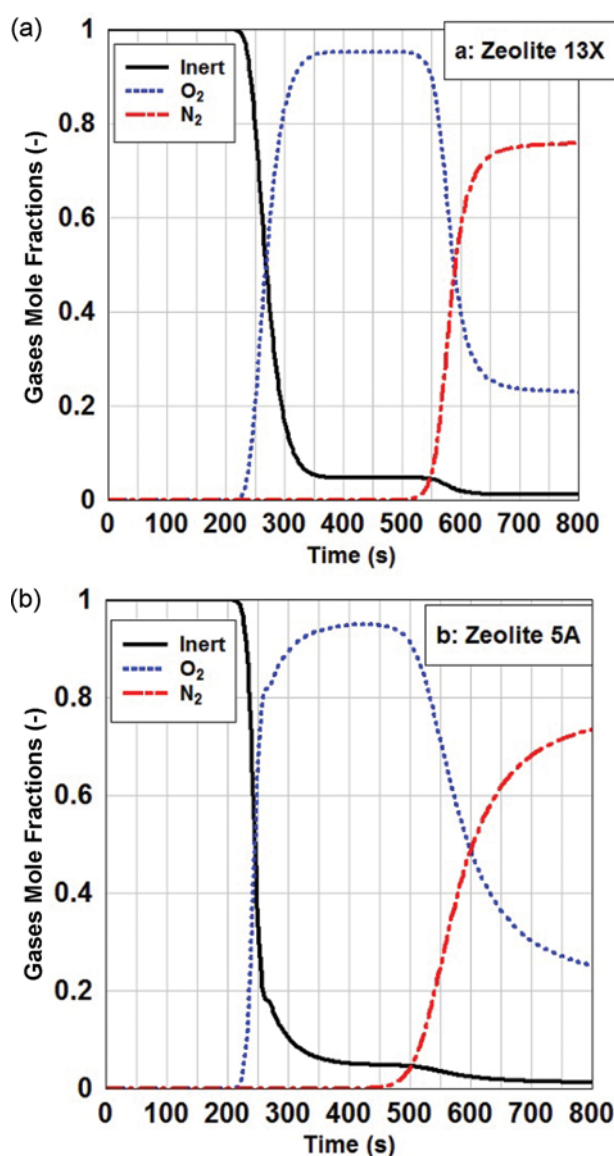 (a)
a: Zeolite 13X
Inert
O₂
N₂
Gases Mole Fractions (-)
1
0.8
0.6
0.4
0.2
0
0 100 200 300 400 500 600 700 800
Time (s)
(b)
b: Zeolite 5A
Inert
O₂
N₂
Gases Mole Fractions (-)
1
0.8
0.6
0.4
0.2
0
0 100 200 300 400 500 600 700 800
Time (s)